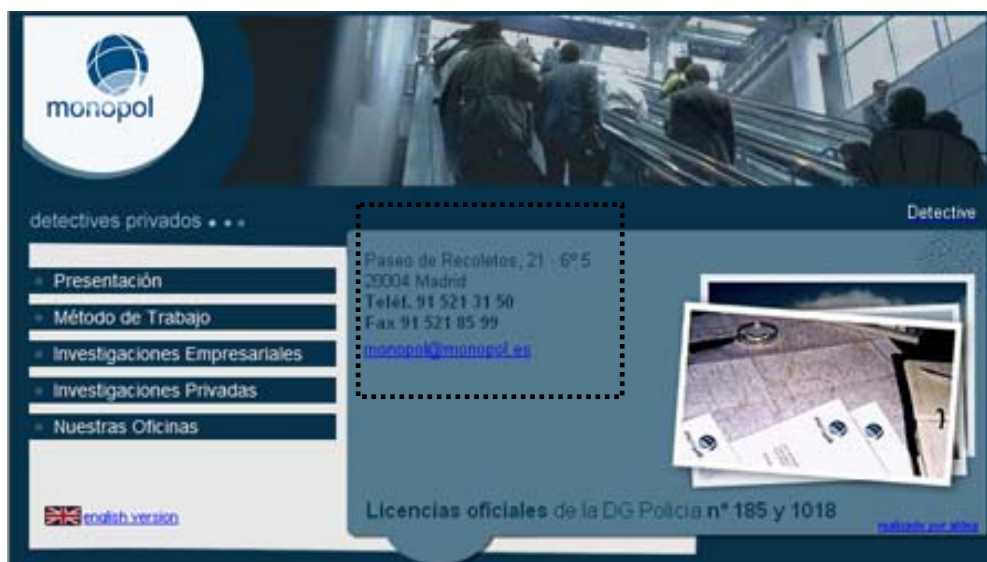 monopol
detectives privados
Detective
Presentación
Método de Trabajo
Investigaciones Empresariales
Investigaciones Privadas
Nuestras Oficinas
english version
Paseo de Recoletos, 21 - 6º 5
28004 Madrid
Teléf. 91 521 31 50
Fax 91 521 85 99
monopol@monopol.es
Licencias oficiales de la DG Policia nº 185 y 1018
realizado por aldea